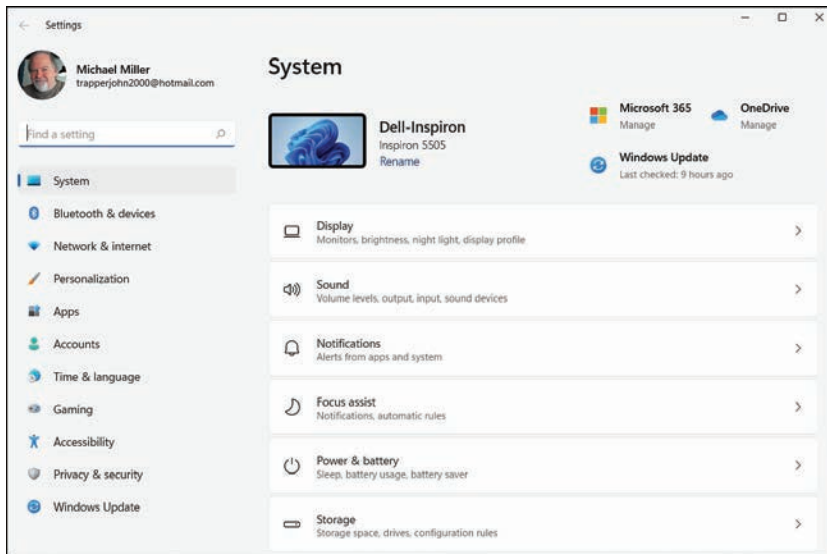 Settings
Michael Miller
trapperjohn2000@hotmail.com
Find a setting
System
Bluetooth & devices
Network & internet
Personalization
Apps
Accounts
Time & language
Gaming
Accessibility
Privacy & security
Windows Update
System
Dell-Inspiron
Inspiron 5505
Rename
Microsoft 365
Manage
OneDrive
Manage
Windows Update
Last checked: 9 hours ago
Display
Monitors, brightness, night light, display profile
Sound
Volume levels, output, input, sound devices
Notifications
Alerts from apps and system
Focus assist
Notifications, automatic rules
Power & battery
Sleep, battery usage, battery saver
Storage
Storage space, drives, configuration rules